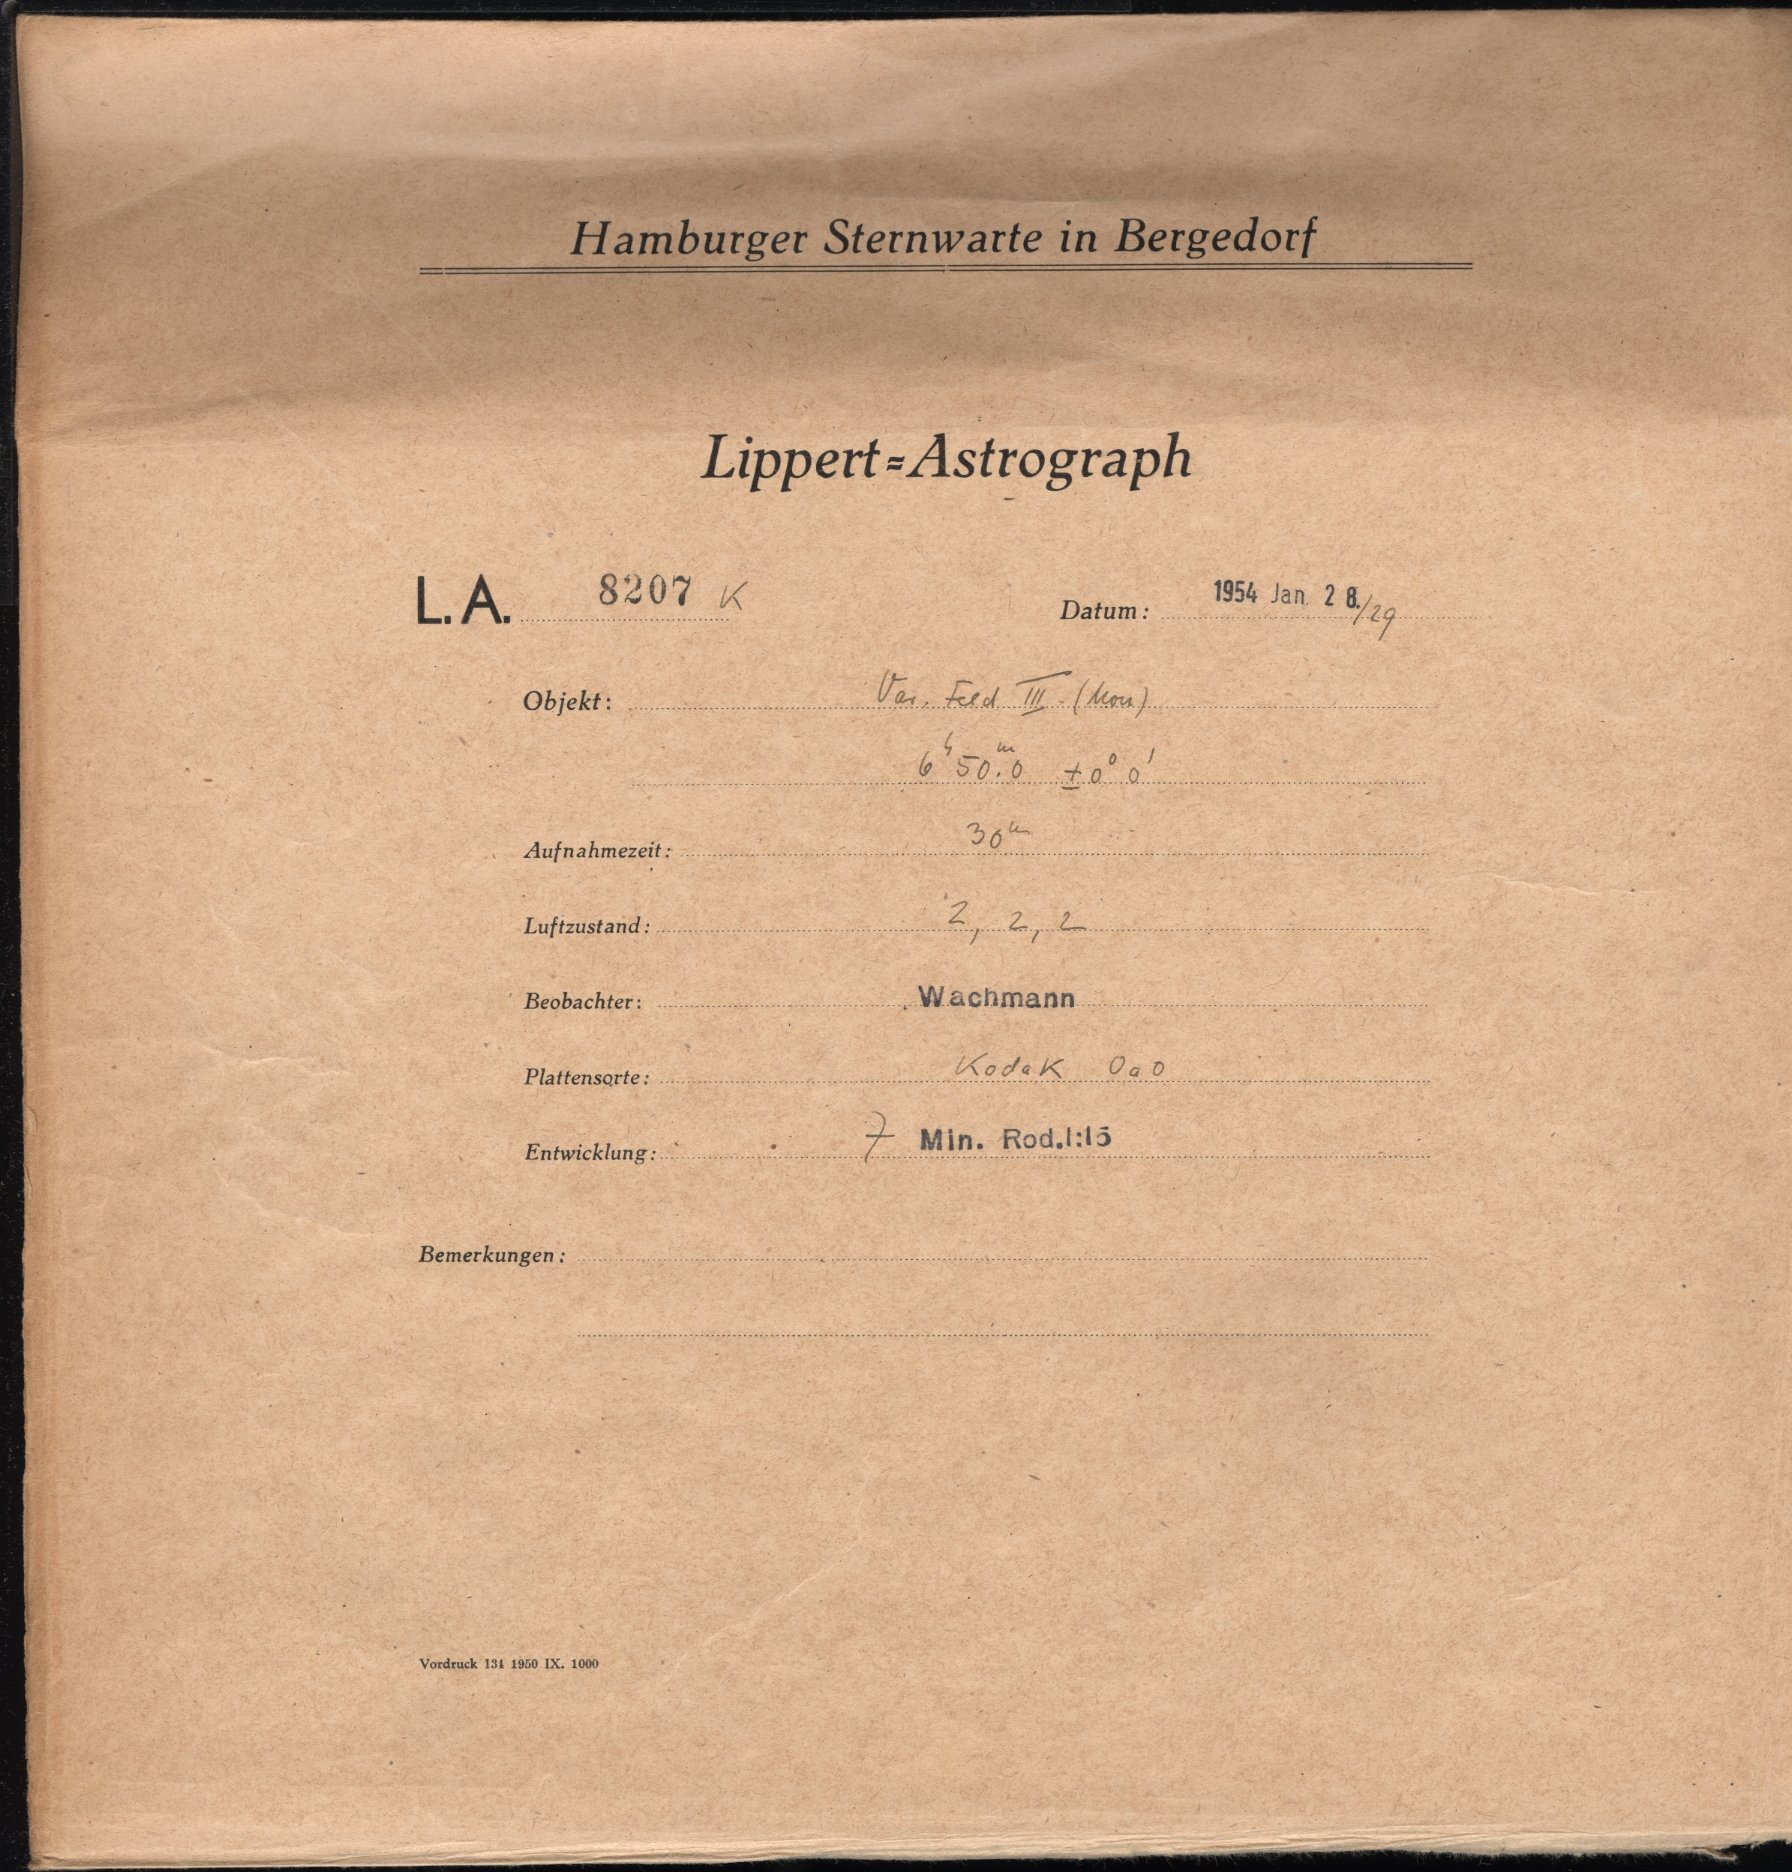 Hamburger Sternwarte in Bergedorf
Lippert=Astrograph
L.A. 8207 K Datum: 1954 Jan. 28./29
Objekt: Var. Feld III (Mon)
6h 50.0m ±0° 0'
Aufnahmezeit: 30m
Luftzustand: 2, 2, 2
Beobachter: Wachmann
Plattensorte: Kodak OaO
Entwicklung: 7 Min. Rod.1:15
Bemerkungen:
Vordruck 134 1950 IX. 1000